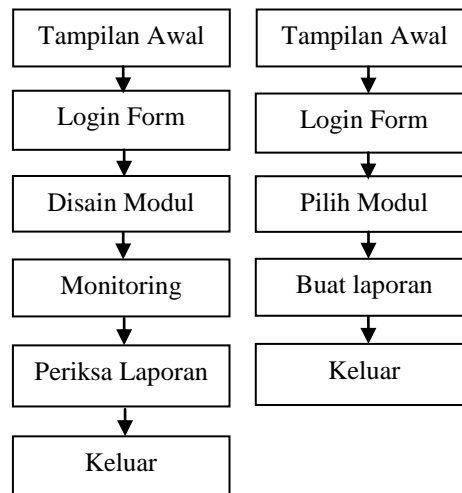 Tampilan Awal
Login Form
Disain Modul
Monitoring
Periksa Laporan
Keluar
Tampilan Awal
Login Form
Pilih Modul
Buat laporan
Keluar